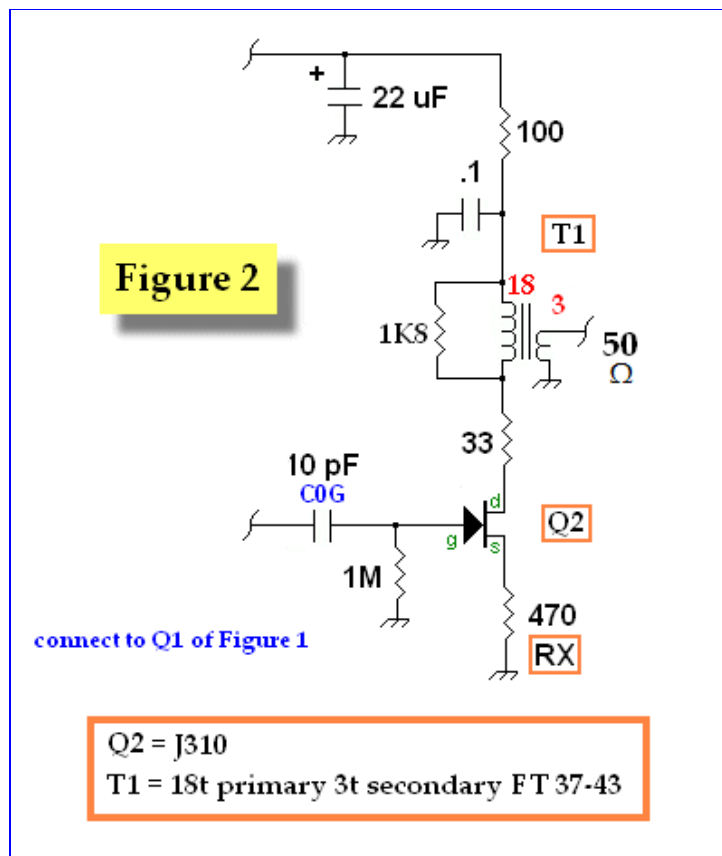 +
22 uF
100
.1
T1
Figure 2
18
3
1K8
50
Ω
33
10 pF
C0G
d
Q2
g
s
1M
470
connect to Q1 of Figure 1
RX
Q2 = J310
T1 = 18t primary 3t secondary FT 37-43